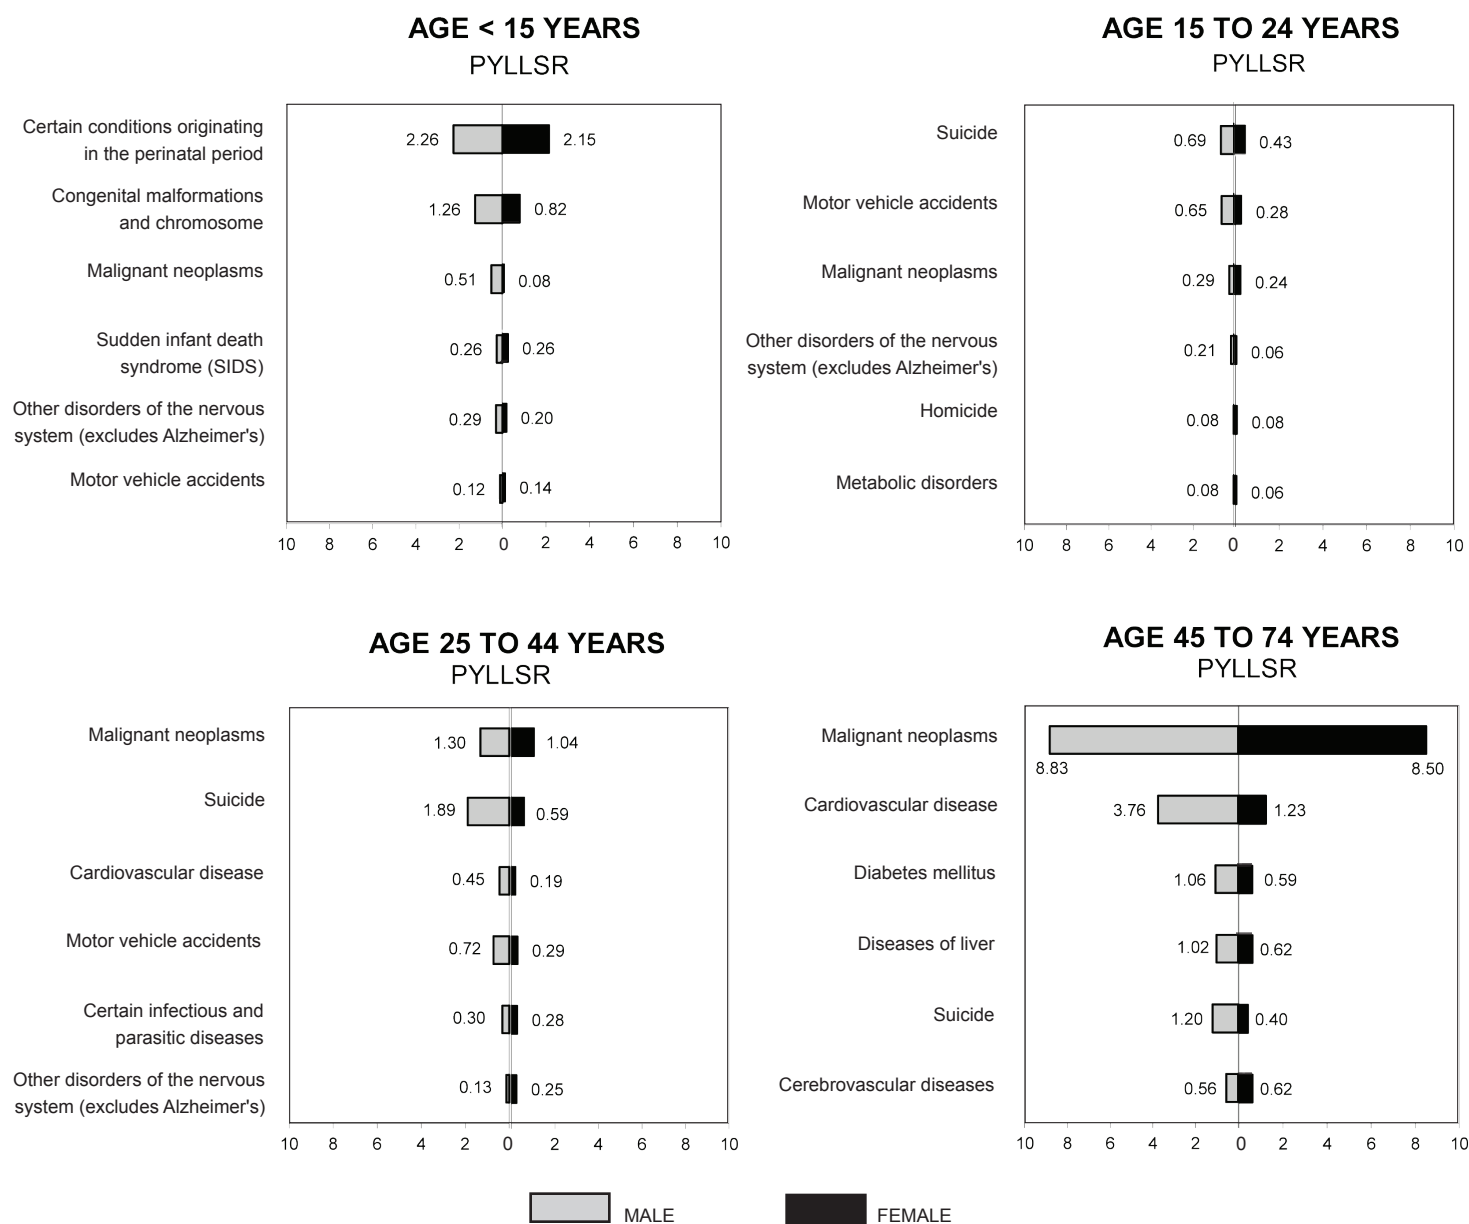 AGE < 15 YEARS
PYLLSR
Certain conditions originating
in the perinatal period
2.26
2.15
Congenital malformations
and chromosome
1.26
0.82
Malignant neoplasms
0.51
0.08
Sudden infant death
syndrome (SIDS)
0.26
0.26
Other disorders of the nervous
system (excludes Alzheimer's)
0.29
0.20
Motor vehicle accidents
0.12
0.14
10 8 6 4 2 0 2 4 6 8 10
AGE 15 TO 24 YEARS
PYLLSR
Suicide
0.69
0.43
Motor vehicle accidents
0.65
0.28
Malignant neoplasms
0.29
0.24
Other disorders of the nervous
system (excludes Alzheimer's)
0.21
0.06
Homicide
0.08
0.08
Metabolic disorders
0.08
0.06
10 8 6 4 2 0 2 4 6 8 10
AGE 25 TO 44 YEARS
PYLLSR
Malignant neoplasms
1.30
1.04
Suicide
1.89
0.59
Cardiovascular disease
0.45
0.19
Motor vehicle accidents
0.72
0.29
Certain infectious and
parasitic diseases
0.30
0.28
Other disorders of the nervous
system (excludes Alzheimer's)
0.13
0.25
10 8 6 4 2 0 2 4 6 8 10
AGE 45 TO 74 YEARS
PYLLSR
Malignant neoplasms
8.83
8.50
Cardiovascular disease
3.76
1.23
Diabetes mellitus
1.06
0.59
Diseases of liver
1.02
0.62
Suicide
1.20
0.40
Cerebrovascular diseases
0.56
0.62
10 8 6 4 2 0 2 4 6 8 10
MALE
FEMALE